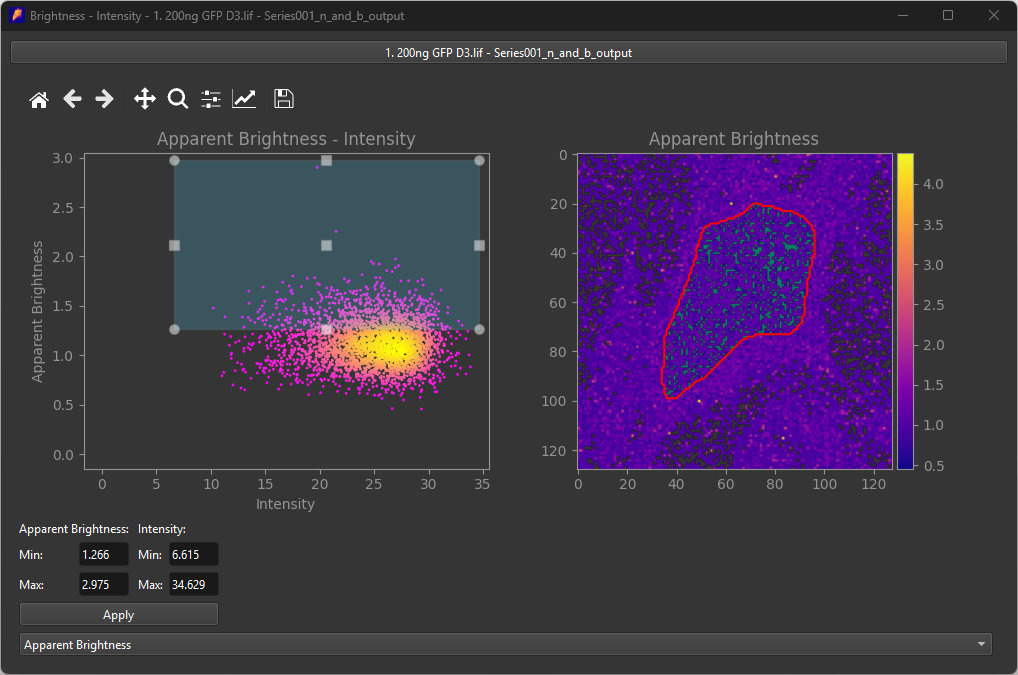 Brightness - Intensity - 1. 200ng GFP D3.lif - Series001_n_and_b_output
1. 200ng GFP D3.lif - Series001_n_and_b_output
Apparent Brightness - Intensity
3.0
2.5
2.0
1.5
1.0
0.5
0.0
Apparent Brightness
0 5 10 15 20 25 30 35
Intensity
Apparent Brightness
0
20
40
60
80
100
120
0 20 40 60 80 100 120
4.0
3.5
3.0
2.5
2.0
1.5
1.0
0.5
Apparent Brightness: Intensity:
Min: 1.266 Min: 6.615
Max: 2.975 Max: 34.629
Apply
Apparent Brightness